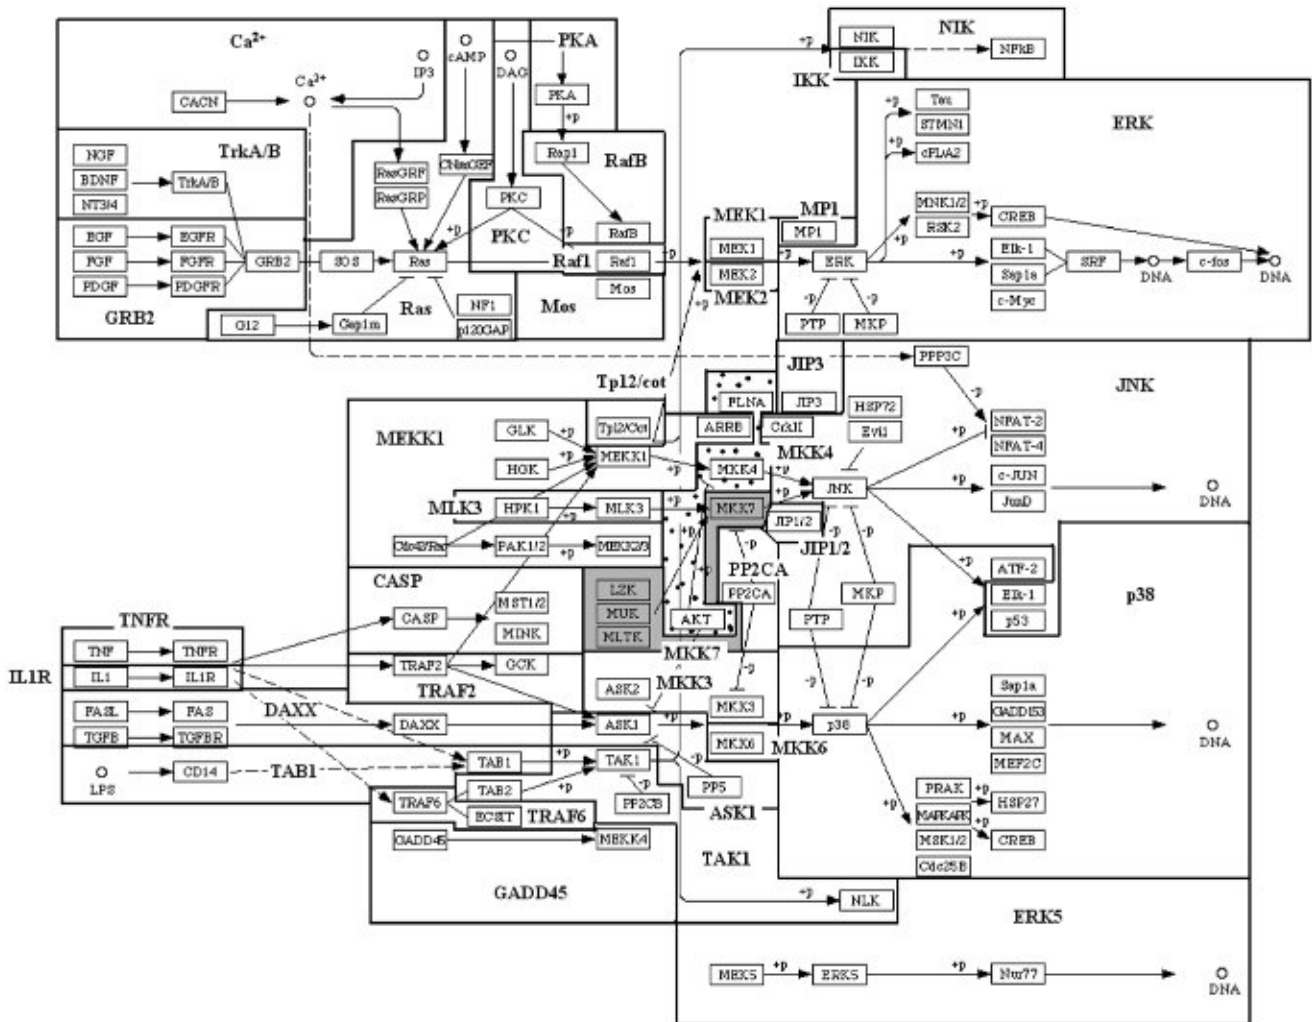 Ca²⁺
cAMP
PKA
+p
NIK
NIK
NFkB
IP3
DAG
IKK
IKK
Ca²⁺
CACN
PKA
+p
+p
Tau
STMN1
ERK
TrkA/B
NGF
BDNF
TrkA/B
NT3/4
RasGRF
CNrasGEF
RasGRP
Rap1
RafB
+p
cPLA2
PKC
MEK1
MP1
MNK1/2
+p
CREB
EGF
EGFR
+p
PKC
+p
RafB
MEK1
MP1
+p
RSK2
FGF
FGFR
GRB2
SOS
Ras
Raf1
Raf1
+p
MEK2
+p
ERK
+p
Elk-1
SRF
DNA
c-fos
DNA
PDGF
PDGFR
Mos
MEK2
Sap1a
GRB2
Ras
NF1
Mos
+p
-p
-p
c-Myc
G12
Gap1m
p120GAP
PTP
MKP
Tpl2/cot
JIP3
PPP3C
JNK
FLNA
JIP3
HSP72
-p
MEKK1
GLK
+p
Tpl2/Cot
ARRB
CrkII
Evi1
+p
NFAT-2
MEKK1
MKK4
NFAT-4
HGK
+p
+p
MKK4
+p
JNK
+p
c-JUN
MLK3
HPK1
MLK3
+p
MKK7
+p
JunD
DNA
JIP1/2
Cdc42/Rac
PAK1/2
+p
MEKK2/3
-p
-p
JIP1/2
-p
CASP
PP2CA
+p
ATF-2
LZK
PP2CA
MKP
Elk-1
p38
MST1/2
MUK
CASP
AKT
PTP
p53
TNFR
MINK
MLTK
TNF
TNFR
MKK7
IL1R
IL1
IL1R
TRAF2
GCK
-p
-p
-p
TRAF2
ASK2
MKK3
Sap1a
FASL
FAS
DAXX
MKK3
DAXX
ASK1
+p
+p
p38
+p
GADD153
TGFB
TGFBR
MKK6
MKK6
MAX
DNA
TAB1
+p
TAK1
-p
MEF2C
LPS
CD14
TAB1
TAB2
+p
-p
PP5
PRAK
+p
HSP27
TRAF6
PP2CB
+p
MAPKAPK
ECSIT
TRAF6
ASK1
+p
GADD45
MEKK4
TAK1
MSK1/2
CREB
Cdc25B
GADD45
+p
NLK
ERK5
MEK5
+p
ERK5
+p
Nur77
DNA